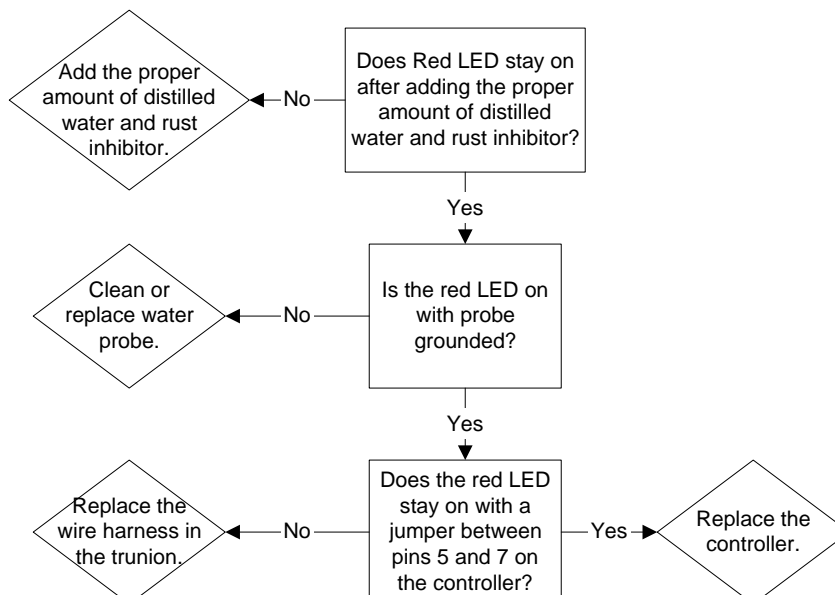 Add the proper
amount of distilled
water and rust
inhibitor.
No
Does Red LED stay on
after adding the proper
amount of distilled
water and rust inhibitor?
Yes
Clean or
replace water
probe.
No
Is the red LED on
with probe
grounded?
Yes
Replace the
wire harness in
the trunion.
No
Does the red LED
stay on with a
jumper between
pins 5 and 7 on
the controller?
Yes
Replace the
controller.